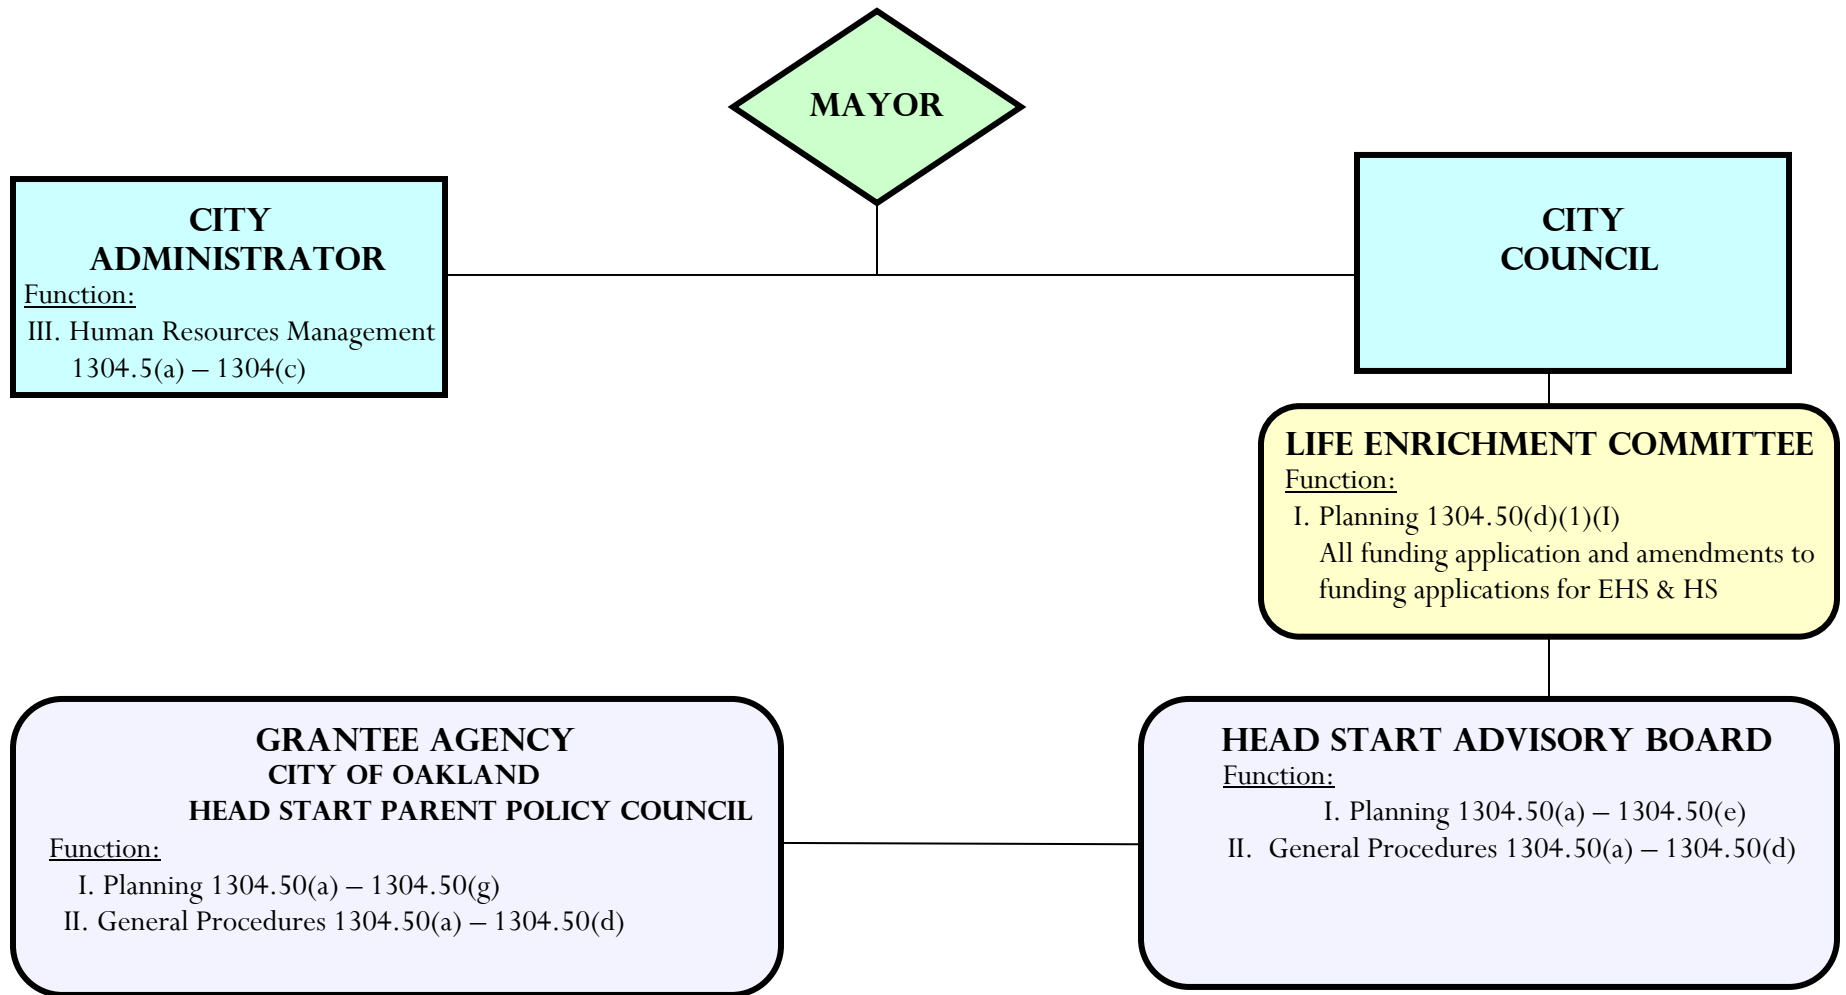 MAYOR
CITY
ADMINISTRATOR
Function:
III. Human Resources Management
1304.5(a) – 1304(c)
CITY
COUNCIL
LIFE ENRICHMENT COMMITTEE
Function:
I. Planning 1304.50(d)(1)(I)
All funding application and amendments to
funding applications for EHS & HS
GRANTEE AGENCY
CITY OF OAKLAND
HEAD START PARENT POLICY COUNCIL
Function:
I. Planning 1304.50(a) – 1304.50(g)
II. General Procedures 1304.50(a) – 1304.50(d)
HEAD START ADVISORY BOARD
Function:
I. Planning 1304.50(a) – 1304.50(e)
II. General Procedures 1304.50(a) – 1304.50(d)